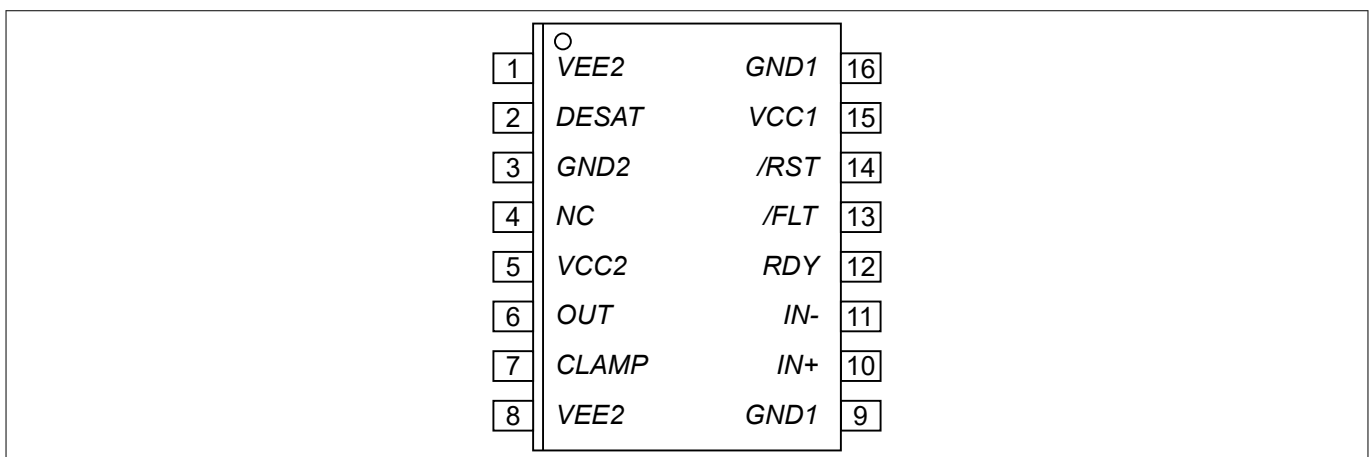 1 VEE2 GND1 16
2 DESAT VCC1 15
3 GND2 /RST 14
4 NC /FLT 13
5 VCC2 RDY 12
6 OUT IN- 11
7 CLAMP IN+ 10
8 VEE2 GND1 9